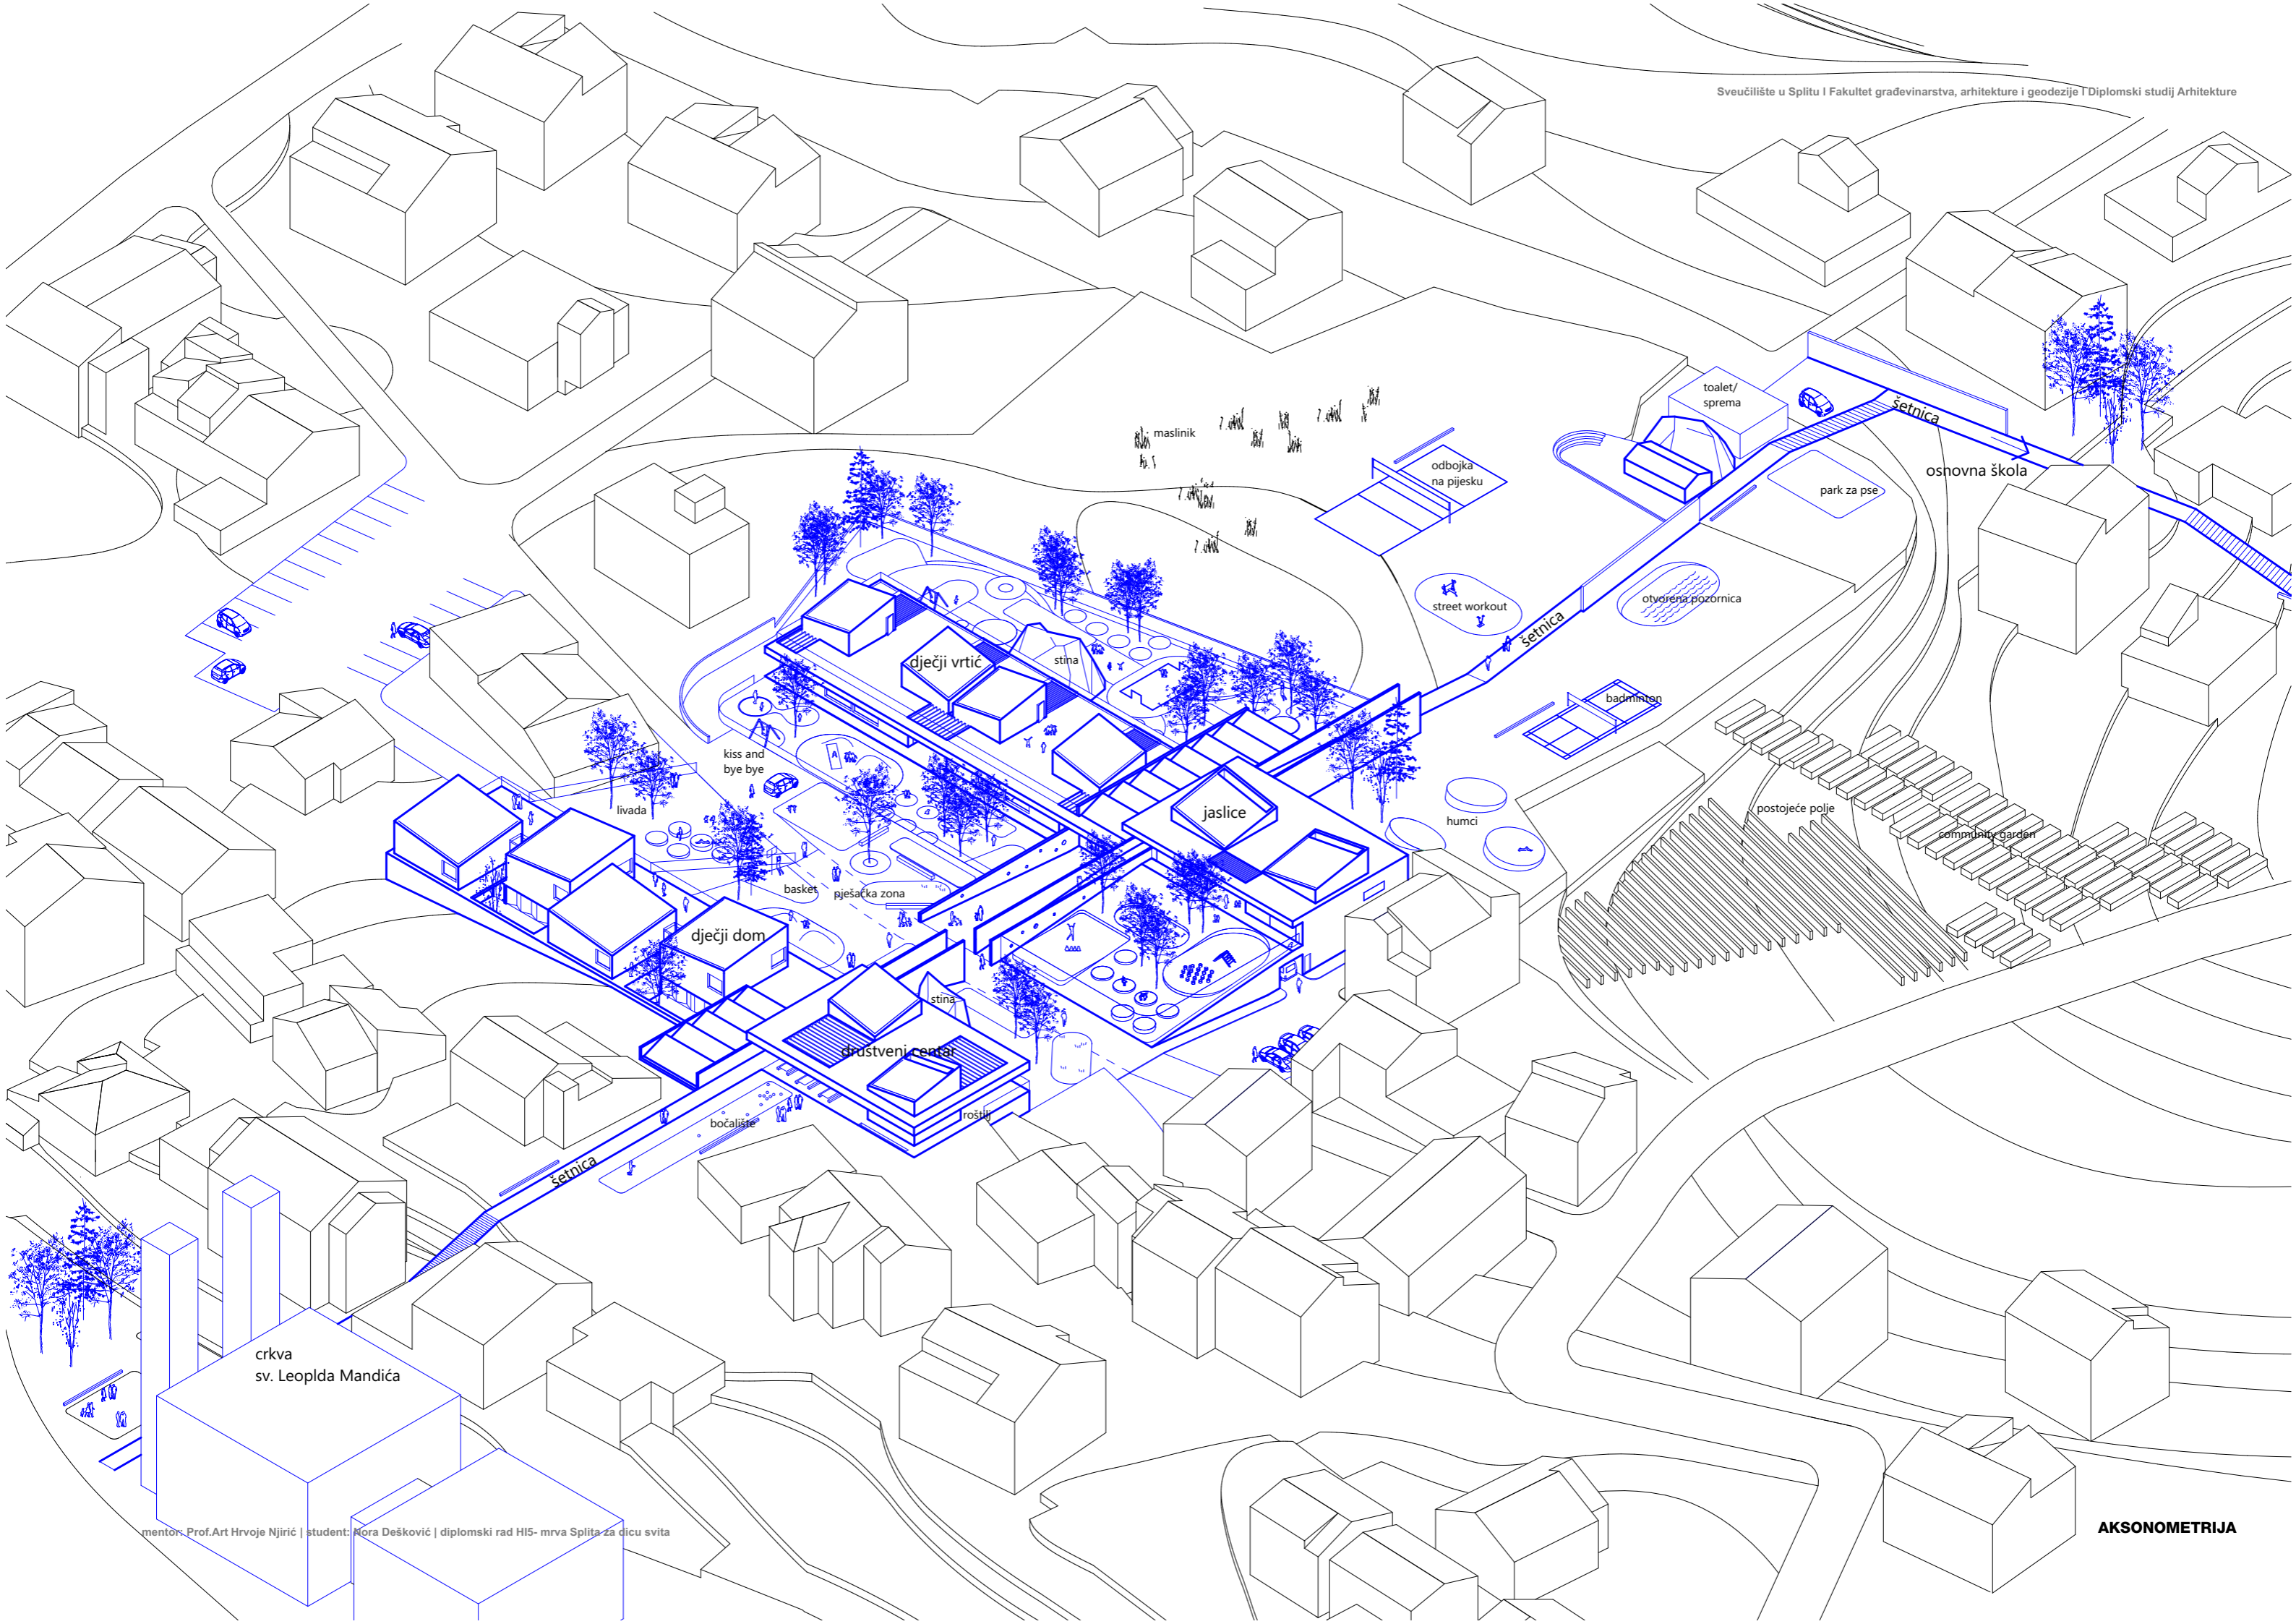 Sveučilište u Splitu I Fakultet građevinarstva, arhitekture i geodezije I Diplomski studij Arhitekture
toalet/
sprema
šetnica
maslinik
odbojka
na pijesku
osnovna škola
park za pse
street workout
otvorena pozornica
šetnica
dječji vrtić
stina
badminton
kiss and
bye bye
livada
jaslice
humci
postojeće polje
community garden
basket
pješačka zona
dječji dom
stina
društveni centar
roštilj
bočalište
šetnica
crkva
sv. Leoplda Mandića
mentor: Prof.Art Hrvoje Njirić | student: Nora Dešković | diplomski rad HI5- mrva Splita za dicu svita
AKSONOMETRIJA